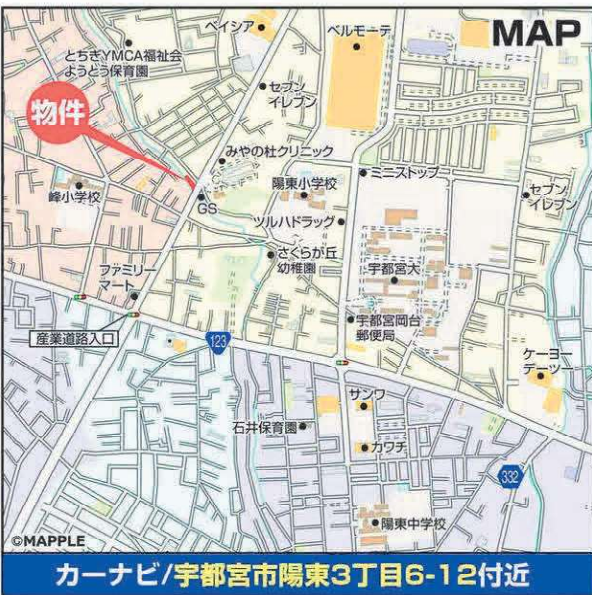 MAP
ベイシア
ベルモーテ
とちぎYMCA福祉会
ようとう保育園
セブン
イレブン
物件
みやの杜クリニック
ミニストップ
陽東小学校
セブン
イレブン
峰小学校
GS
ツルハドラッグ
さくらが丘
幼稚園
宇都宮大
ファミリー
マート
宇都宮岡台
郵便局
産業道路入口
123
ケーヨー
デーツー
サンワ
石井保育園
カワチ
332
陽東中学校
©MAPPLE
カーナビ/宇都宮市陽東3丁目6-12付近